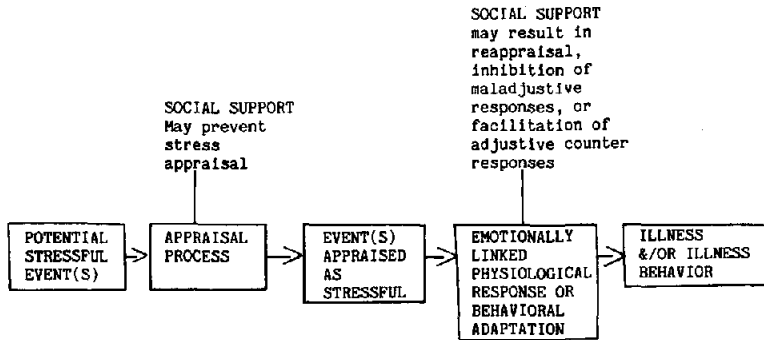 SOCIAL SUPPORT
may result in
reappraisal,
inhibition of
maladjustive
responses, or
facilitation of
adjustive counter
responses
SOCIAL SUPPORT
May prevent
stress
appraisal
POTENTIAL
STRESSFUL
EVENT(S)
APPRAISAL
PROCESS
EVENT(S)
APPRAISED
AS
STRESSFUL
EMOTIONALLY
LINKED
PHYSIOLOGICAL
RESPONSE OR
BEHAVIORAL
ADAPTATION
ILLNESS
&/OR ILLNESS
BEHAVIOR